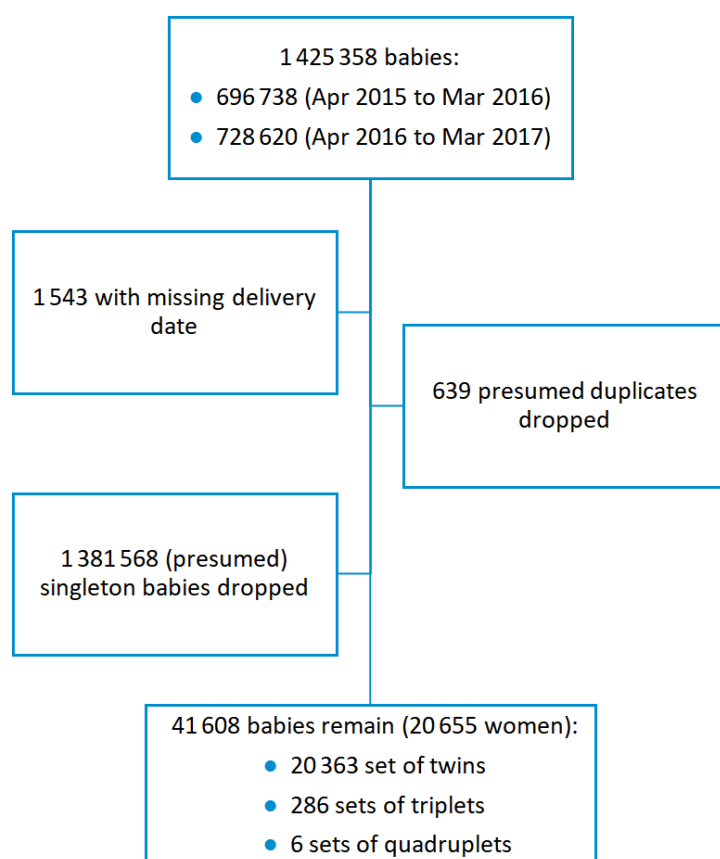 1 425 358 babies:
● 696 738 (Apr 2015 to Mar 2016)
● 728 620 (Apr 2016 to Mar 2017)
1 543 with missing delivery
date
639 presumed duplicates
dropped
1 381 568 (presumed)
singleton babies dropped
41 608 babies remain (20 655 women):
● 20 363 set of twins
● 286 sets of triplets
● 6 sets of quadruplets